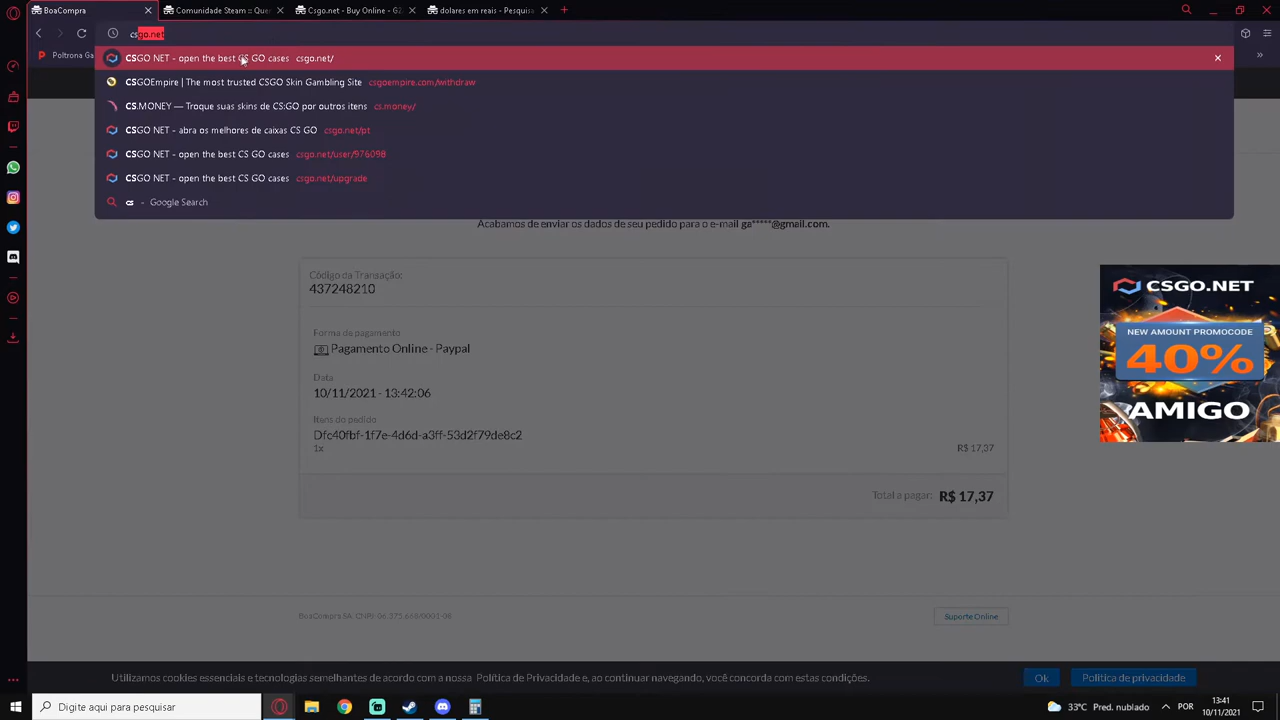 BoaCompra
Comunidade Steam :: Que
Csgo.net - Buy Online - G2
dolares em reais - Pesquisa
csgo.net
Poltrona Ga
CSGO NET - open the best CS GO cases csgo.net/
CSGOEmpire | The most trusted CSGO Skin Gambling Site csgoempire.com/withdraw
CS.MONEY — Troque suas skins de CS:GO por outros itens cs.money/
CSGO NET - abra os melhores de caixas CS GO csgo.net/pt
CSGO NET - open the best CS GO cases csgo.net/user/976098
CSGO NET - open the best CS GO cases csgo.net/upgrade
cs - Google Search
Acabamos de enviar os dados de seu pedido para o e-mail ga*****@gmail.com.
Código da Transação:
437248210
Forma de pagamento
Pagamento Online - Paypal
Data
10/11/2021 - 13:42:06
Itens do pedido
Dfc40fbf-1f7e-4d6d-a3ff-53d2f79de8c2
1x R$ 17,37
Total a pagar: R$ 17,37
CSGO.NET
NEW AMOUNT PROMOCODE
40%
AMIGO
BoaCompra SA. CNPJ:
Suporte Online
Utilizamos cookies essenciais e tecnologias semelhantes de acordo com a nossa Política de Privacidade e, ao continuar navegando, você concorda com estas condições.
Ok
Política de privacidade
Digite aqui para pesquisar
33°C Pred. nublado
POR
13:41
10/11/2021